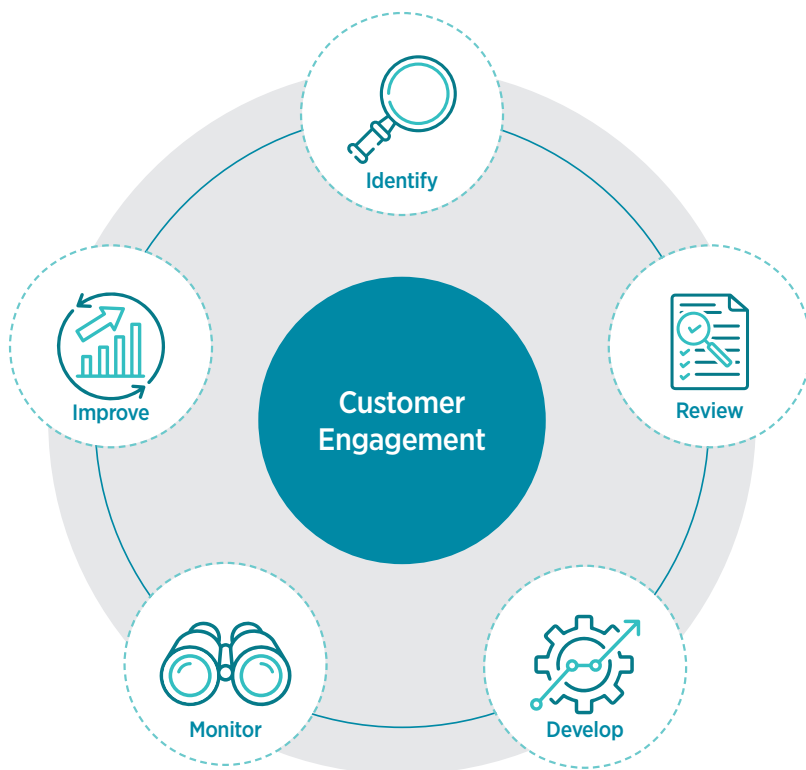 Identify
Review
Develop
Monitor
Improve
Customer
Engagement